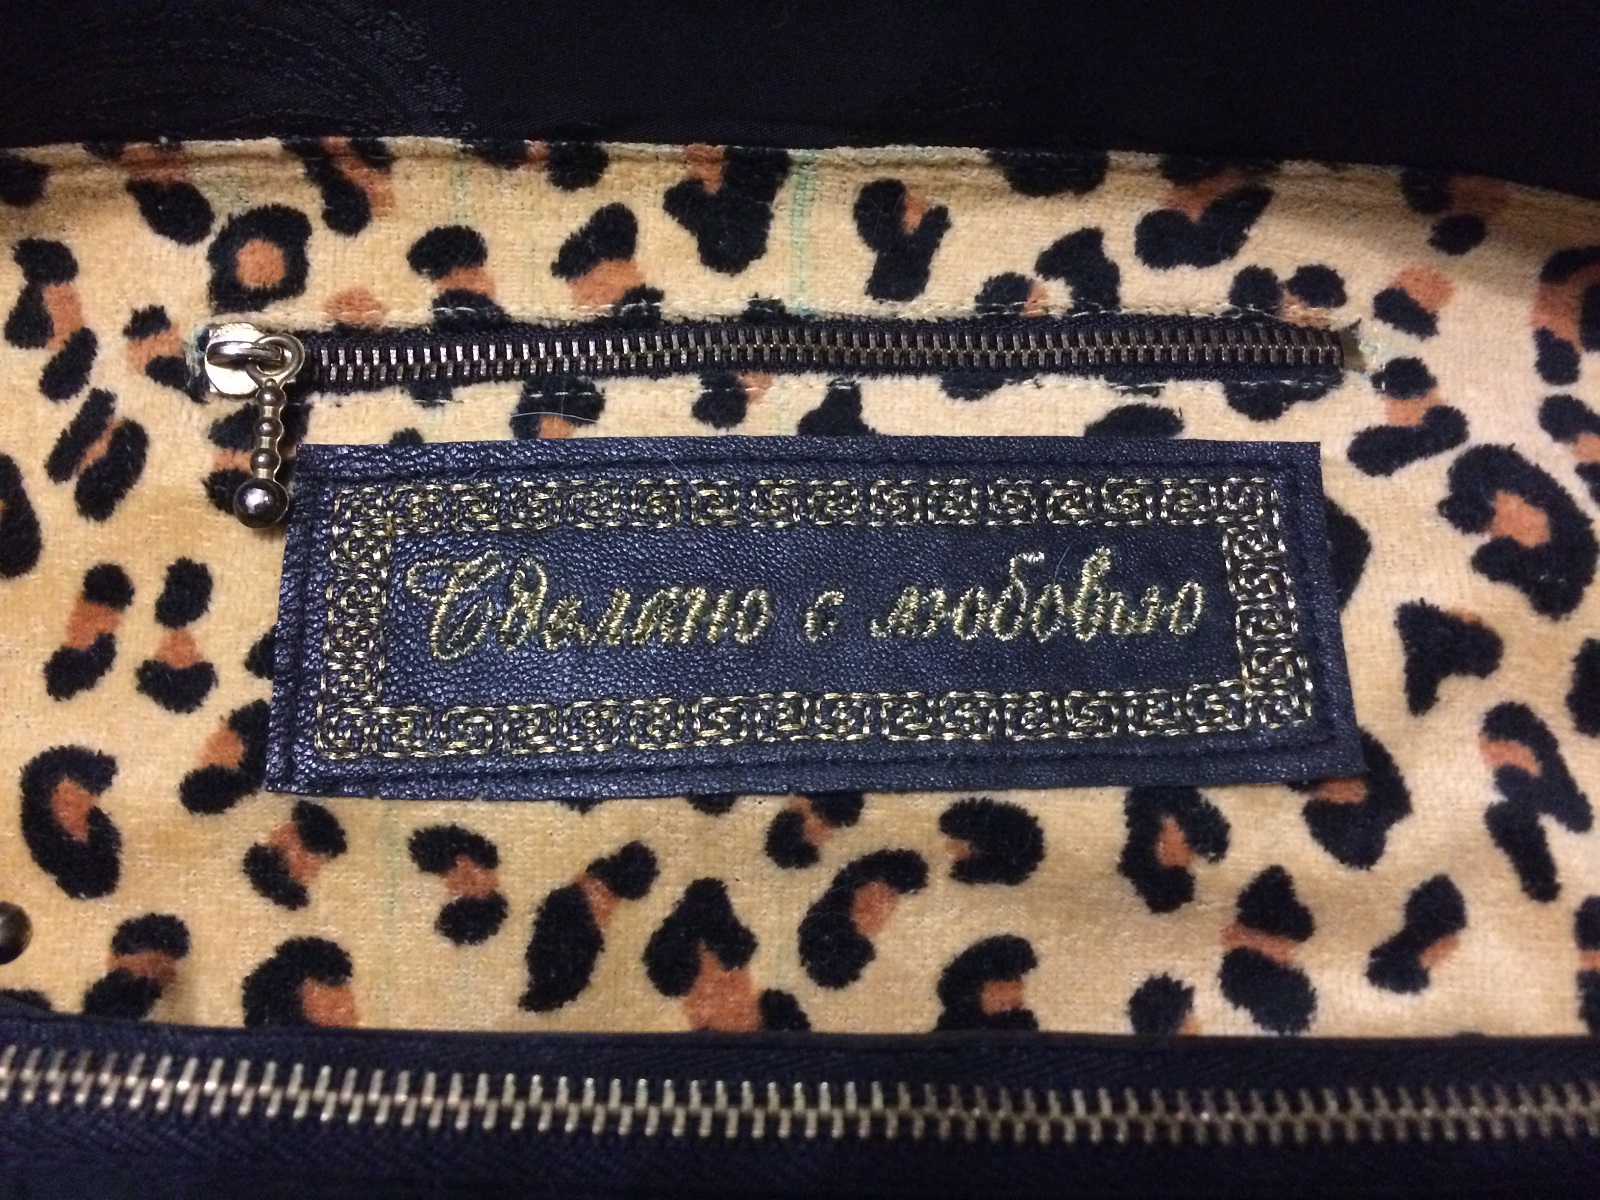 Сделано с любовью